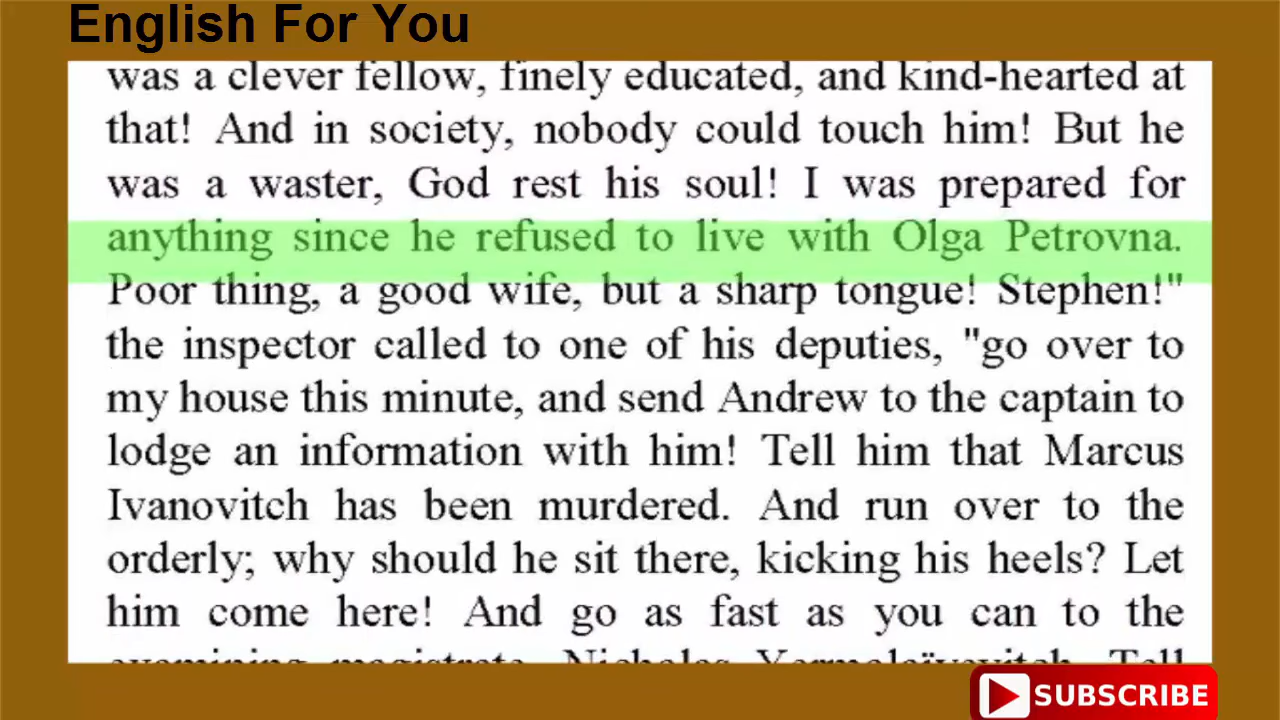 English For You
was a clever fellow, finely educated, and kind-hearted at
that! And in society, nobody could touch him! But he
was a waster, God rest his soul! I was prepared for
anything since he refused to live with Olga Petrovna.
Poor thing, a good wife, but a sharp tongue! Stephen!"
the inspector called to one of his deputies, "go over to
my house this minute, and send Andrew to the captain to
lodge an information with him! Tell him that Marcus
Ivanovitch has been murdered. And run over to the
orderly; why should he sit there, kicking his heels? Let
him come here! And go as fast as you can to the
examining magistrate, Nicholas Yermolaïyevitch. Tell
SUBSCRIBE